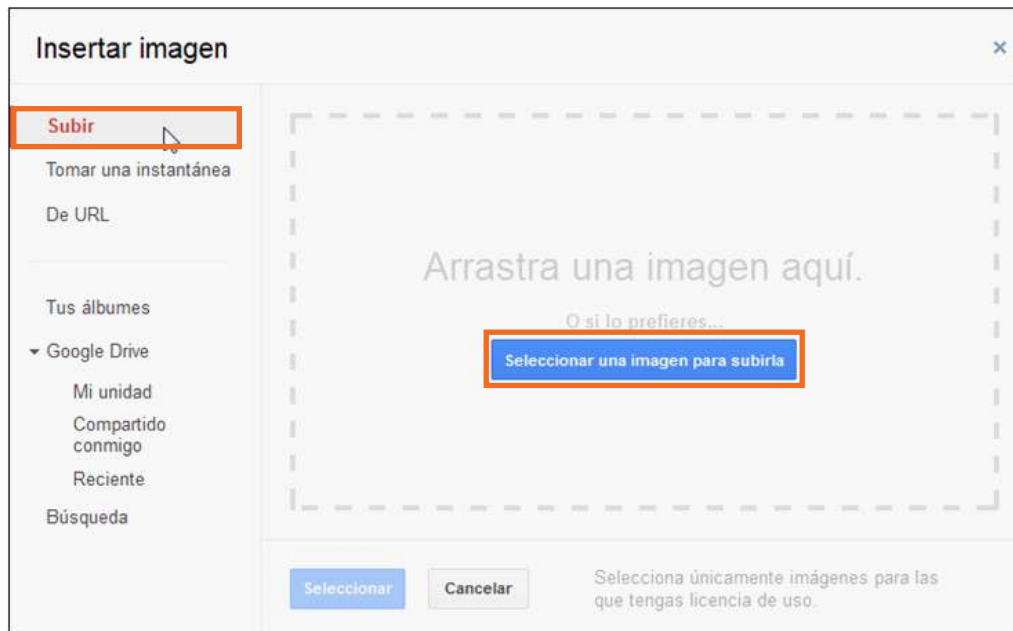 Insertar imagen
×
Subir
Tomar una instantánea
De URL
Tus álbumes
Google Drive
Mi unidad
Compartido
conmigo
Reciente
Búsqueda
Arrastra una imagen aquí.
O si lo prefieres...
Seleccionar una imagen para subirla
Seleccionar
Cancelar
Selecciona únicamente imágenes para las
que tengas licencia de uso.